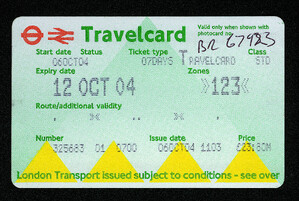 Travelcard
Valid only when shown with
photocard no.
BR 67923
Start date Status Ticket type Class
06OCT04 07DAYS TRAVELCARD STD
Expiry date Zones
12 OCT 04 »123«
Route/additional validity
Number Issue date Price
325683 01 0700 06OCT04 1103 £23.80M
London Transport issued subject to conditions – see over